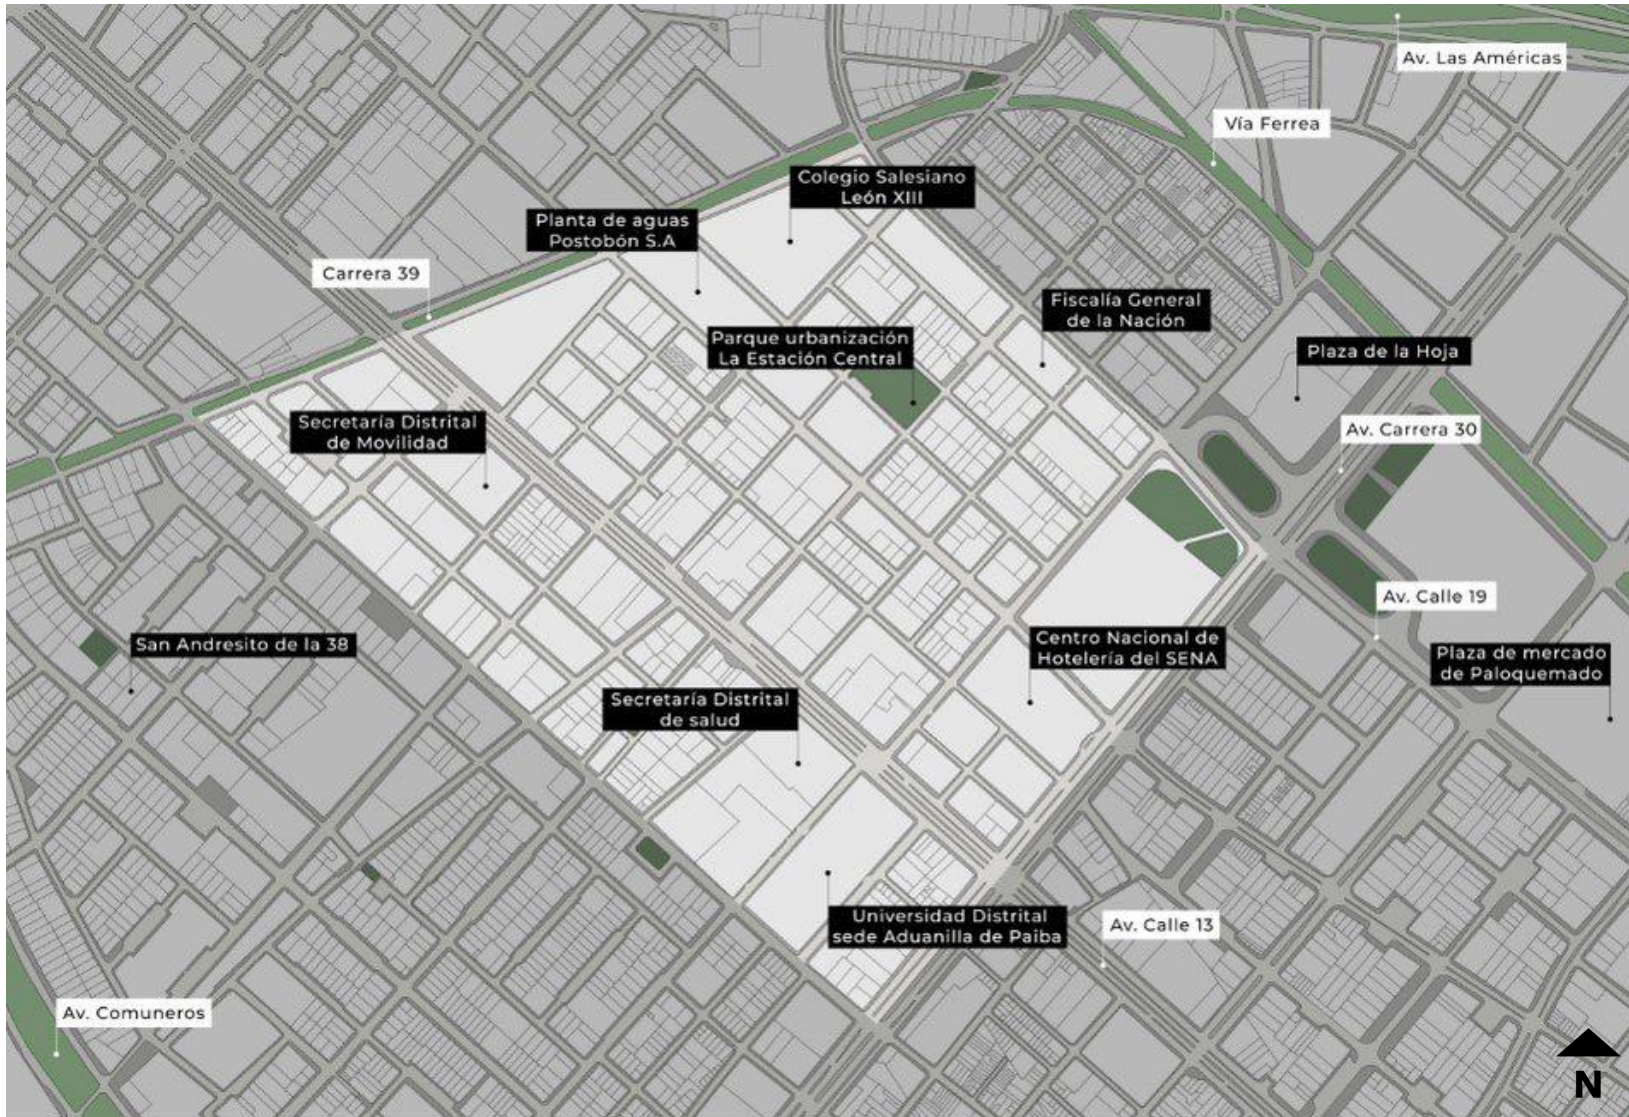 Av. Las Américas
Vía Ferrea
Colegio Salesiano
León XIII
Planta de aguas
Postobón S.A
Carrera 39
Fiscalía General
de la Nación
Parque urbanización
La Estación Central
Plaza de la Hoja
Secretaría Distrital
de Movilidad
Av. Carrera 30
Av. Calle 19
San Andresito de la 38
Centro Nacional de
Hotelería del SENA
Plaza de mercado
de Paloquemado
Secretaría Distrital
de salud
Universidad Distrital
sede Aduanilla de Paiba
Av. Calle 13
Av. Comuneros
N